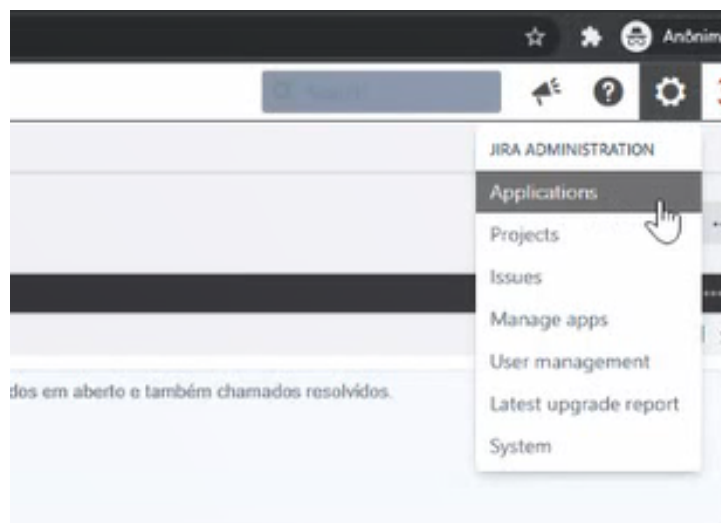 Anônim
JIRA ADMINISTRATION
Applications
Projects
Issues
Manage apps
User management
dos em aberto e também chamados resolvidos.
Latest upgrade report
System